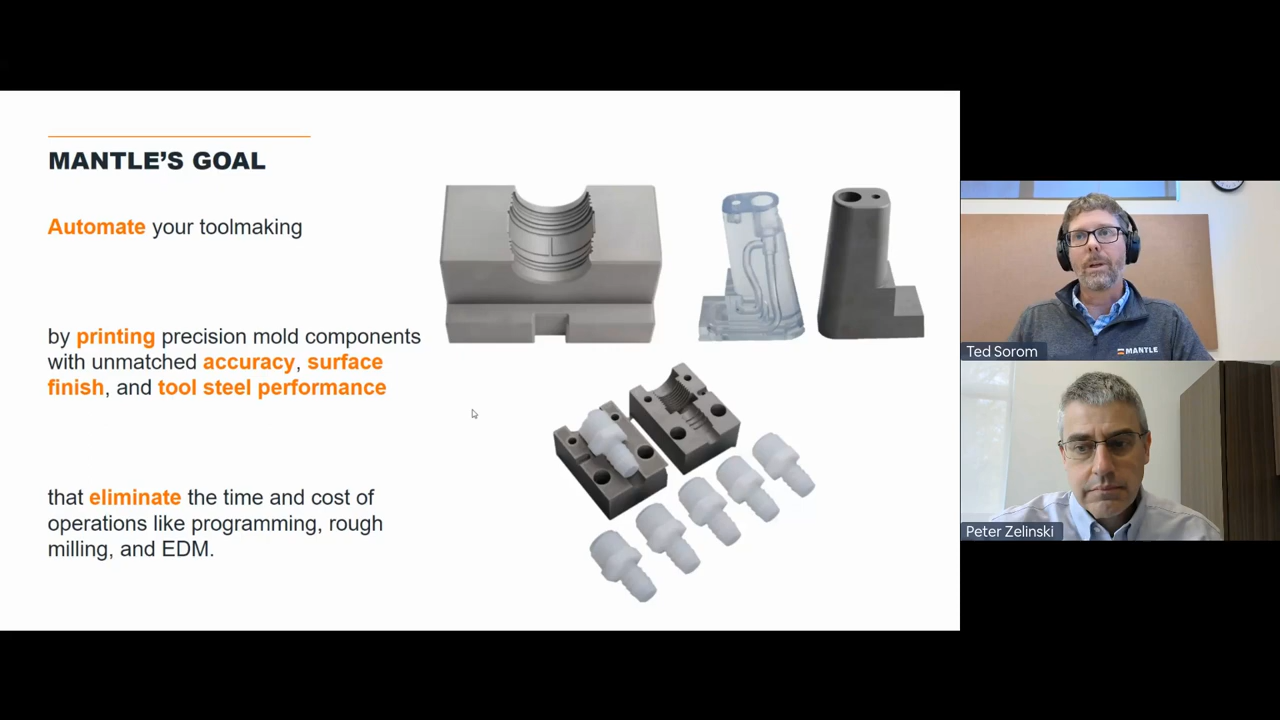 MANTLE'S GOAL
Automate your toolmaking
by printing precision mold components
with unmatched accuracy, surface
finish, and tool steel performance
that eliminate the time and cost of
operations like programming, rough
milling, and EDM.
MANTLE
Ted Sorom
Peter Zelinski